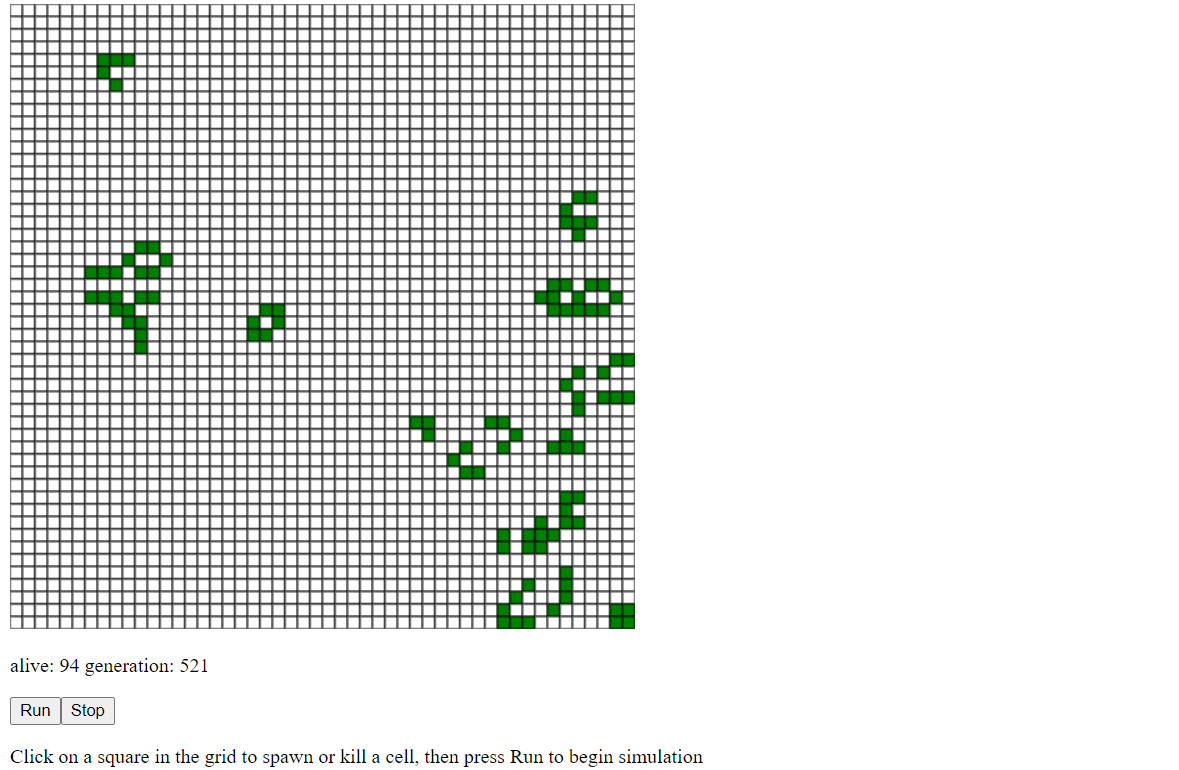 alive: 94 generation: 521
Run Stop
Click on a square in the grid to spawn or kill a cell, then press Run to begin simulation